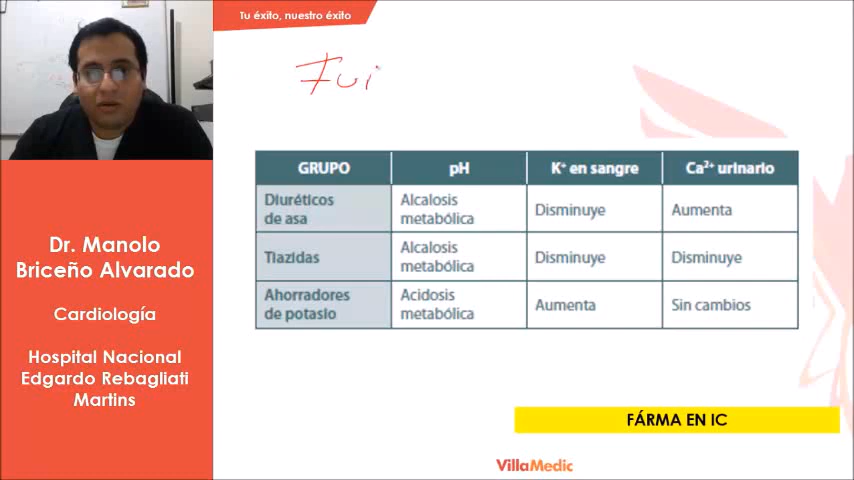 Tu éxito, nuestro éxito
Fui
GRUPO pH K+ en sangre Ca2+ urinario
Diuréticos de asa Alcalosis metabólica Disminuye Aumenta
Tiazidas Alcalosis metabólica Disminuye Disminuye
Ahorradores de potasio Acidosis metabólica Aumenta Sin cambios
Dr. Manolo
Briceño Alvarado
Cardiología
Hospital Nacional
Edgardo Rebagliati
Martins
FÁRMA EN IC
VillaMedic